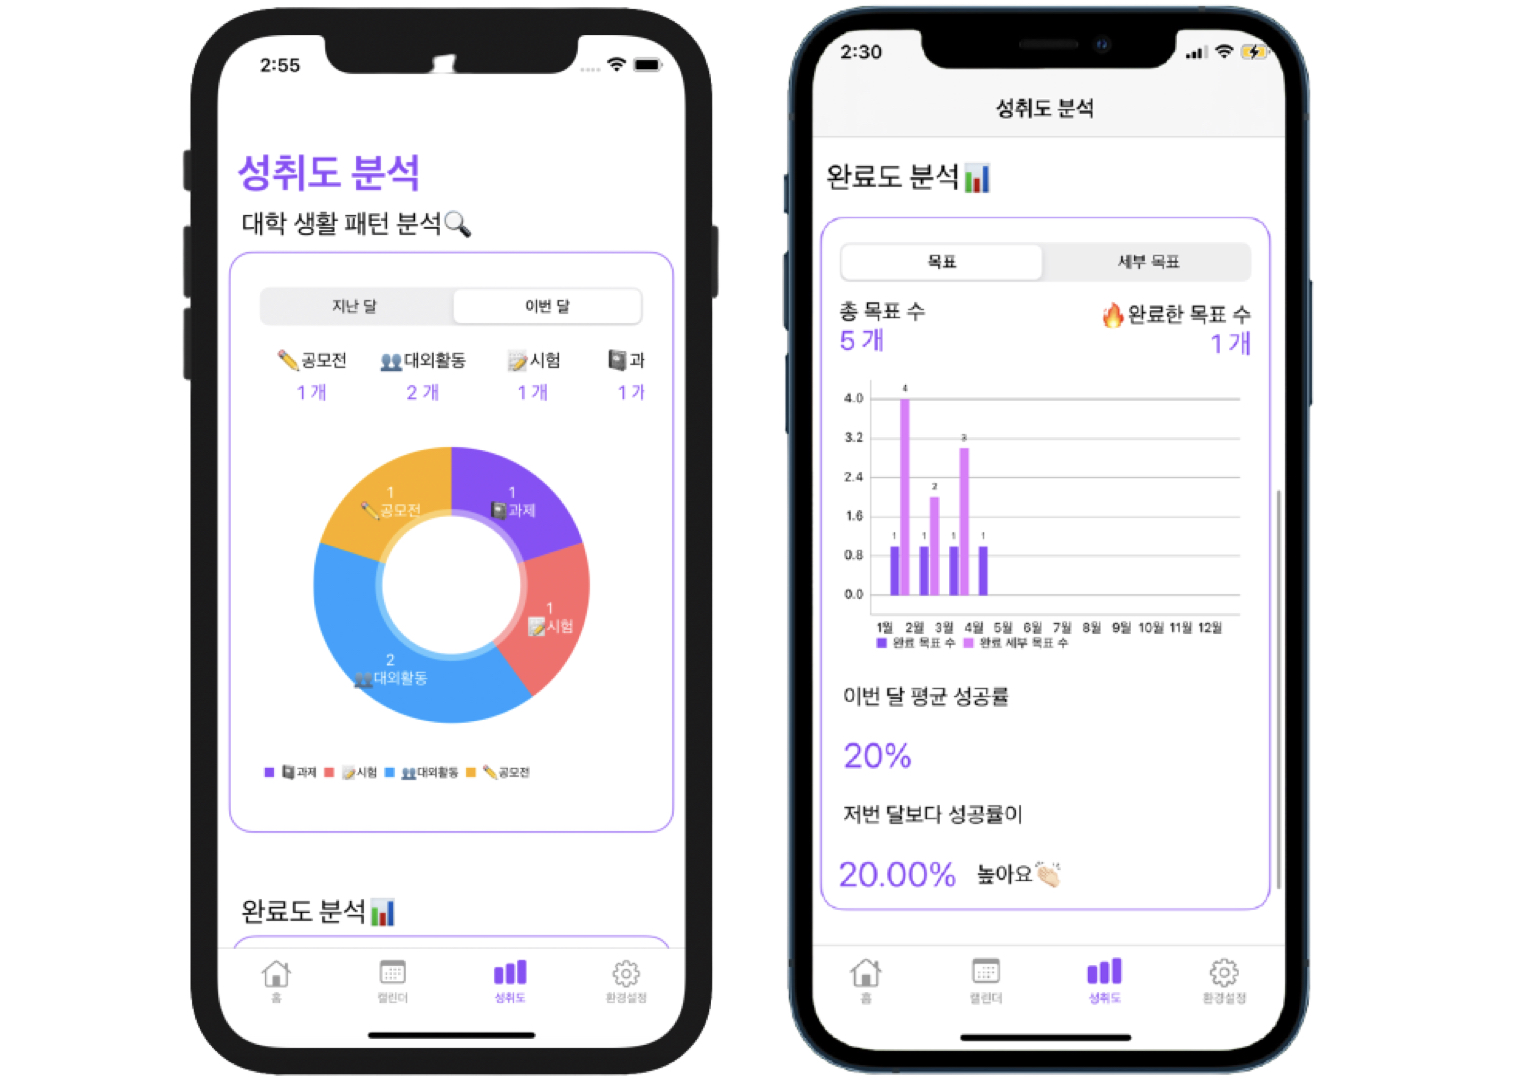 2:55
성취도 분석
대학 생활 패턴 분석🔍
지난 달 이번 달
✏️공모전 👥대외활동 📝시험 📓과
1 개 2 개 1 개 1 가
1
✏️공모전
1
📓과제
1
📝시험
2
👥대외활동
📓과제 📝시험 👥대외활동 ✏️공모전
완료도 분석📊
홈 캘린더 성취도 환경설정
2:30
성취도 분석
완료도 분석📊
목표 세부 목표
총 목표 수 🔥완료한 목표 수
5 개 1 개
4.0
3.2
2.4
1.6
0.8
0.0
1 4 1 2 1 3 1
1월 2월 3월 4월 5월 6월 7월 8월 9월 10월 11월 12월
완료 목표 수 완료 세부 목표 수
이번 달 평균 성공률
20%
저번 달보다 성공률이
20.00% 높아요👏🏻
홈 캘린더 성취도 환경설정